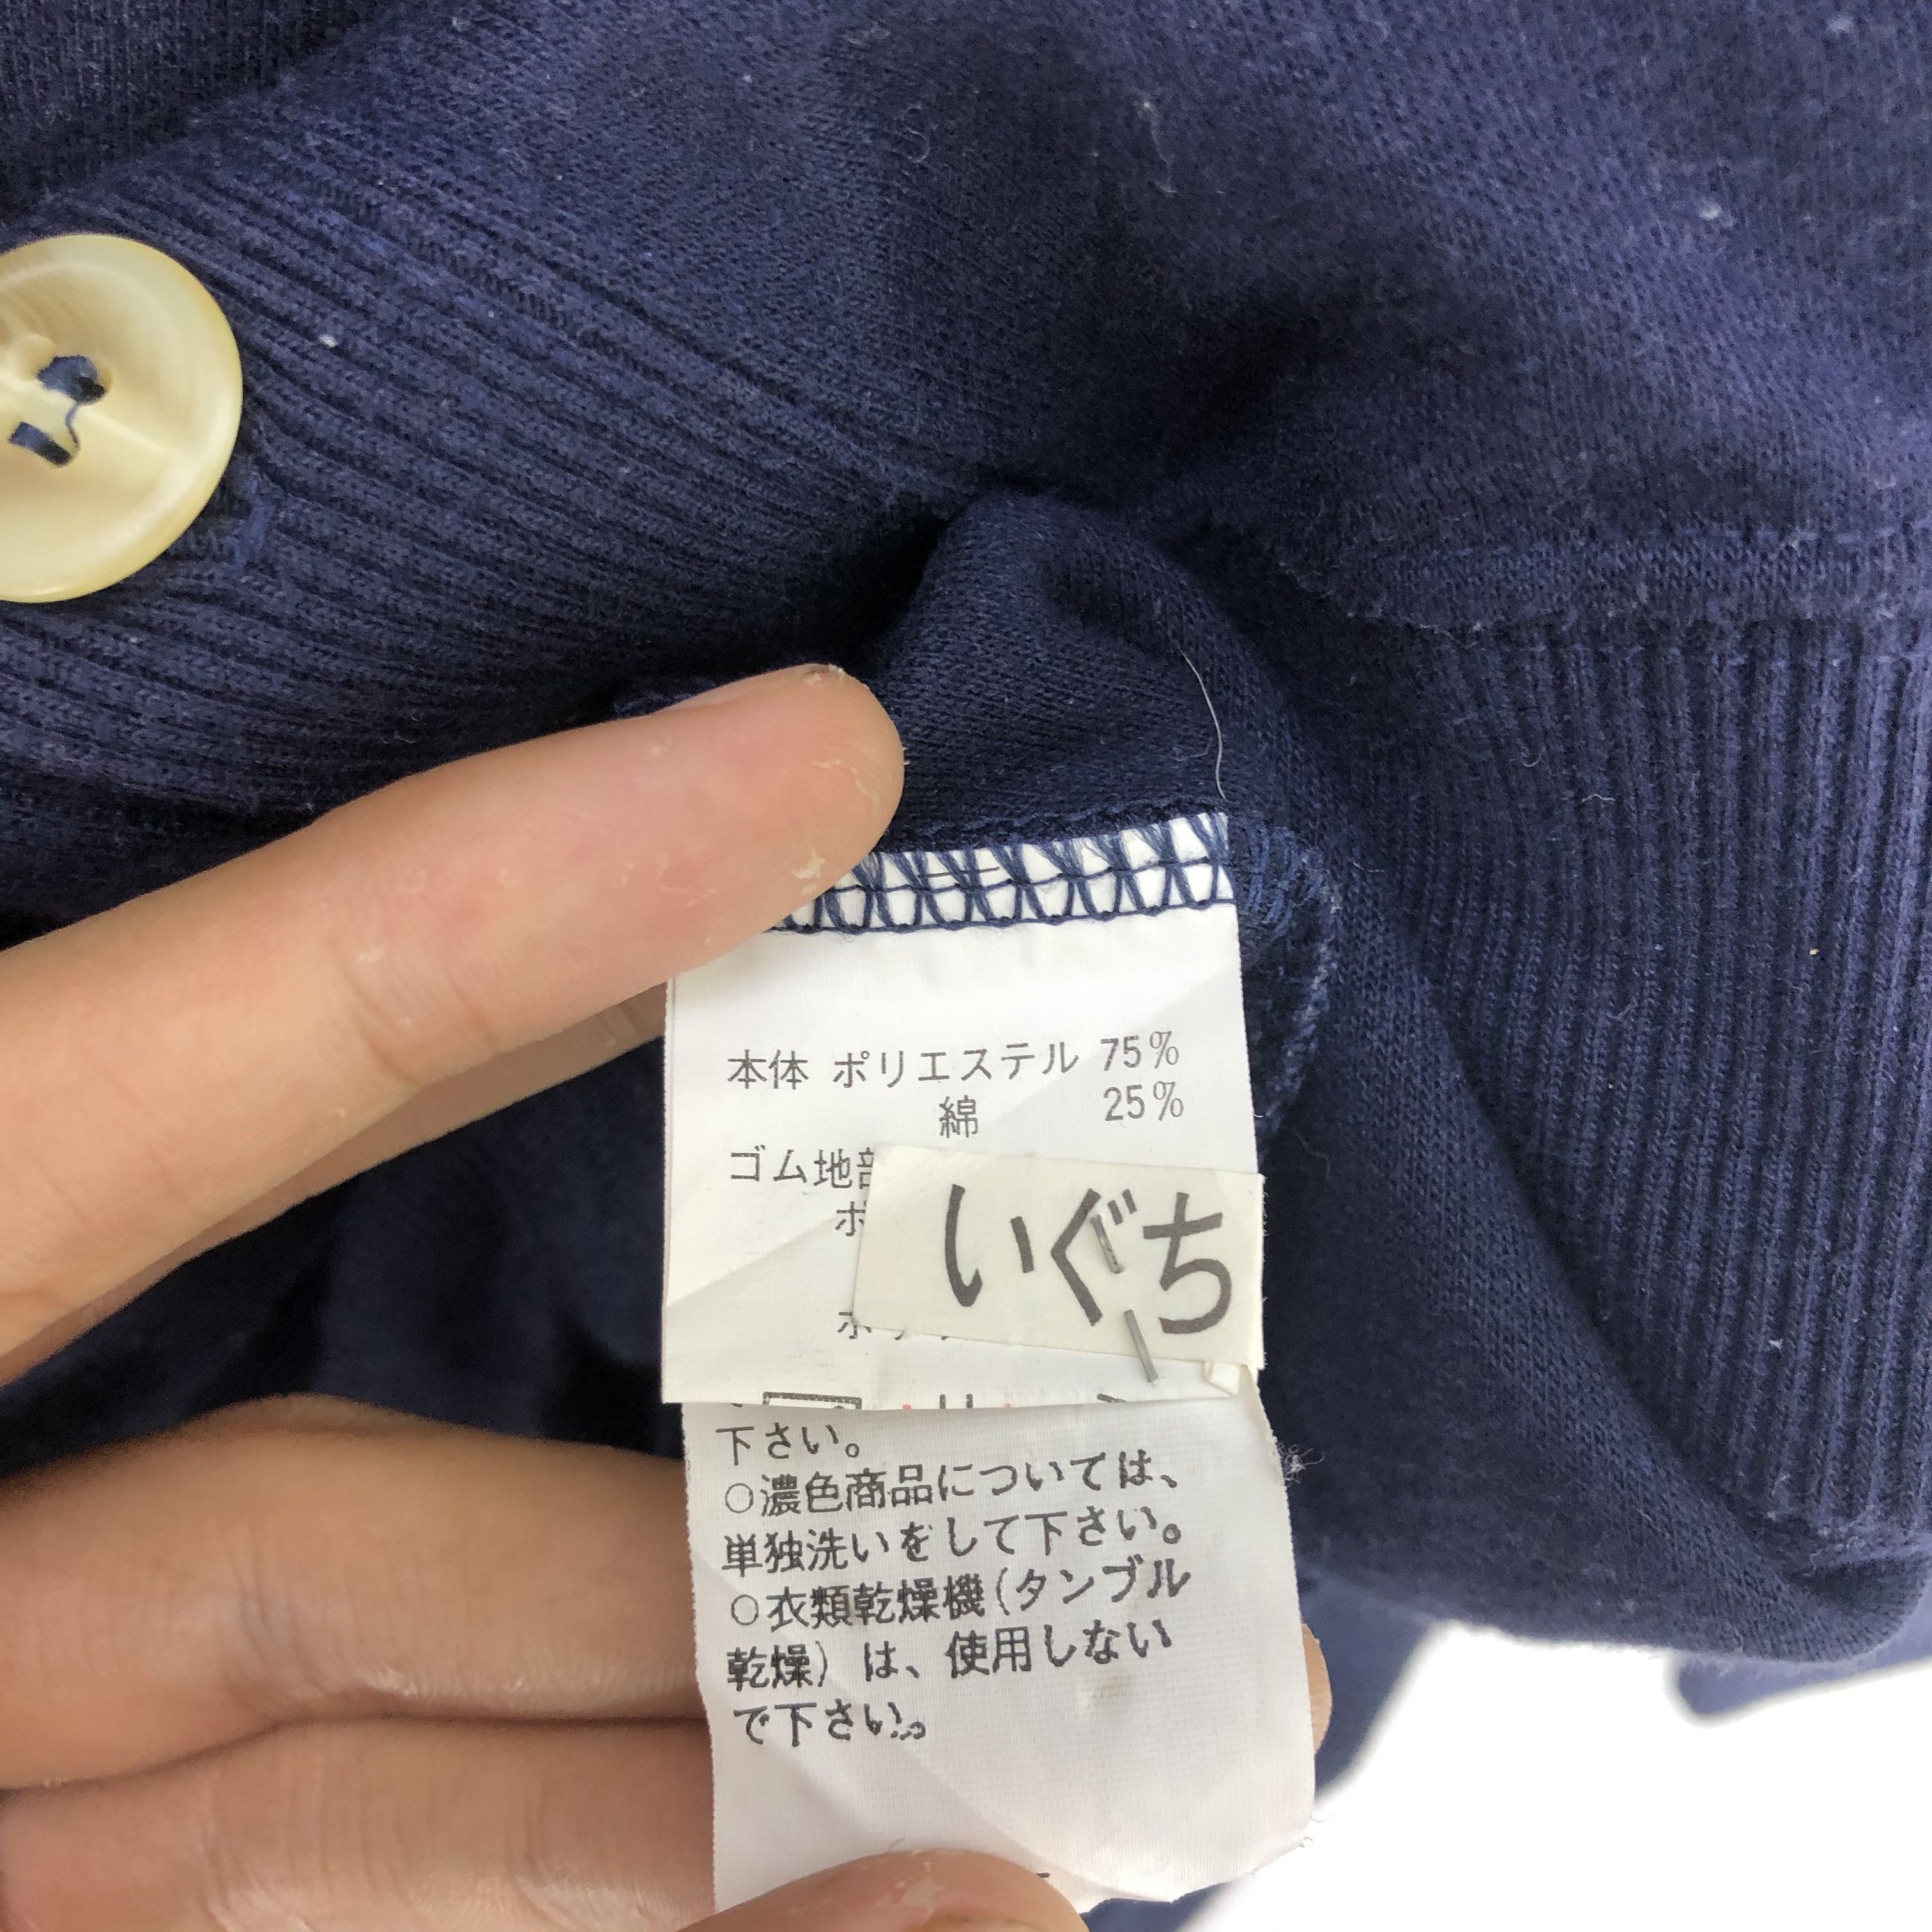 本体 ポリエステル 75%
綿 25%
ゴム地部
いぐち
下さい。
○濃色商品については、
単独洗いをして下さい。
○衣類乾燥機(タンブル
乾燥)は、使用しない
で下さい。